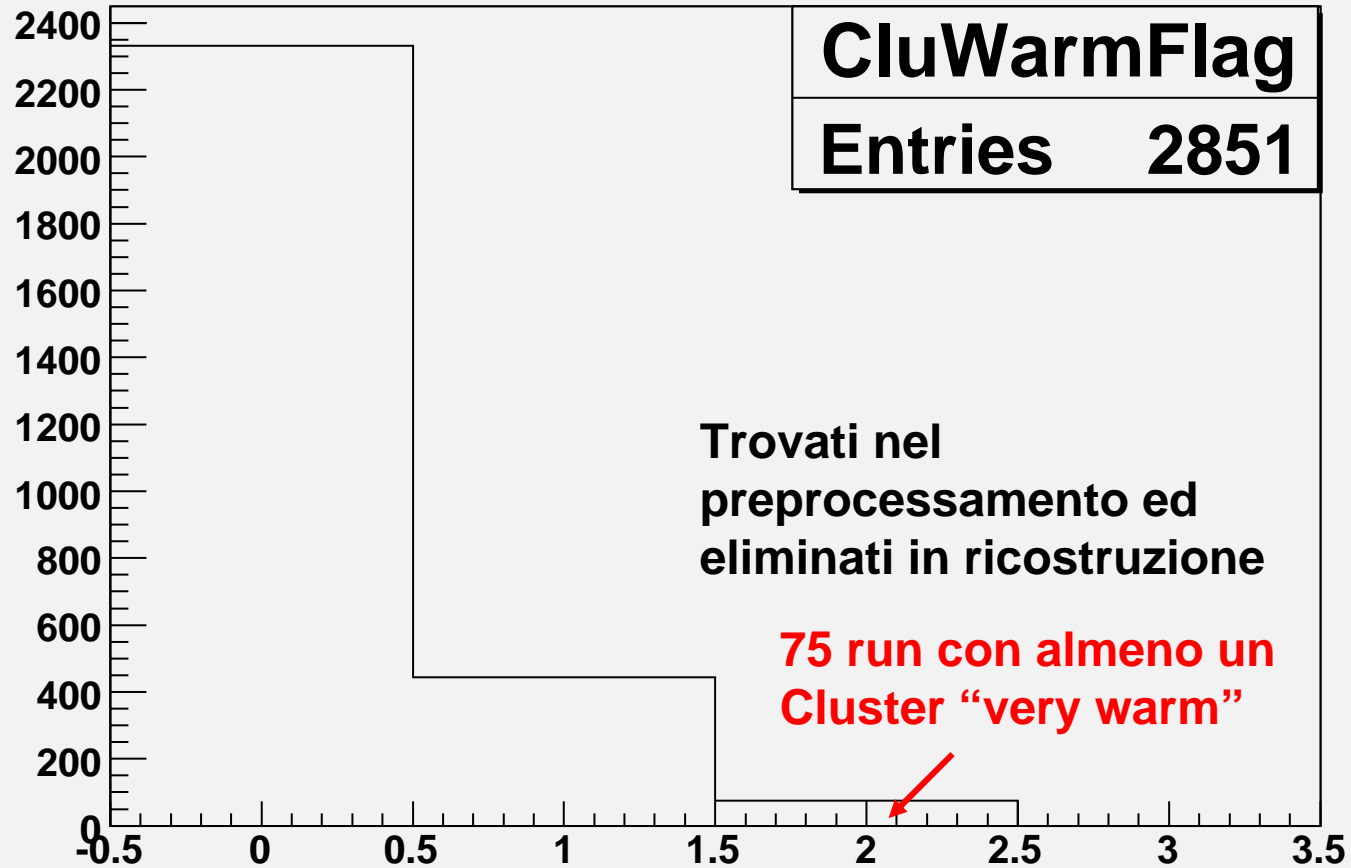 2400
2200
2000
1800
1600
1400
1200
1000
800
600
400
200
0
CluWarmFlag
Entries 2851
Trovati nel
preprocessamento ed
eliminati in ricostruzione
75 run con almeno un
Cluster “very warm”
-0.5 0 0.5 1 1.5 2 2.5 3 3.5